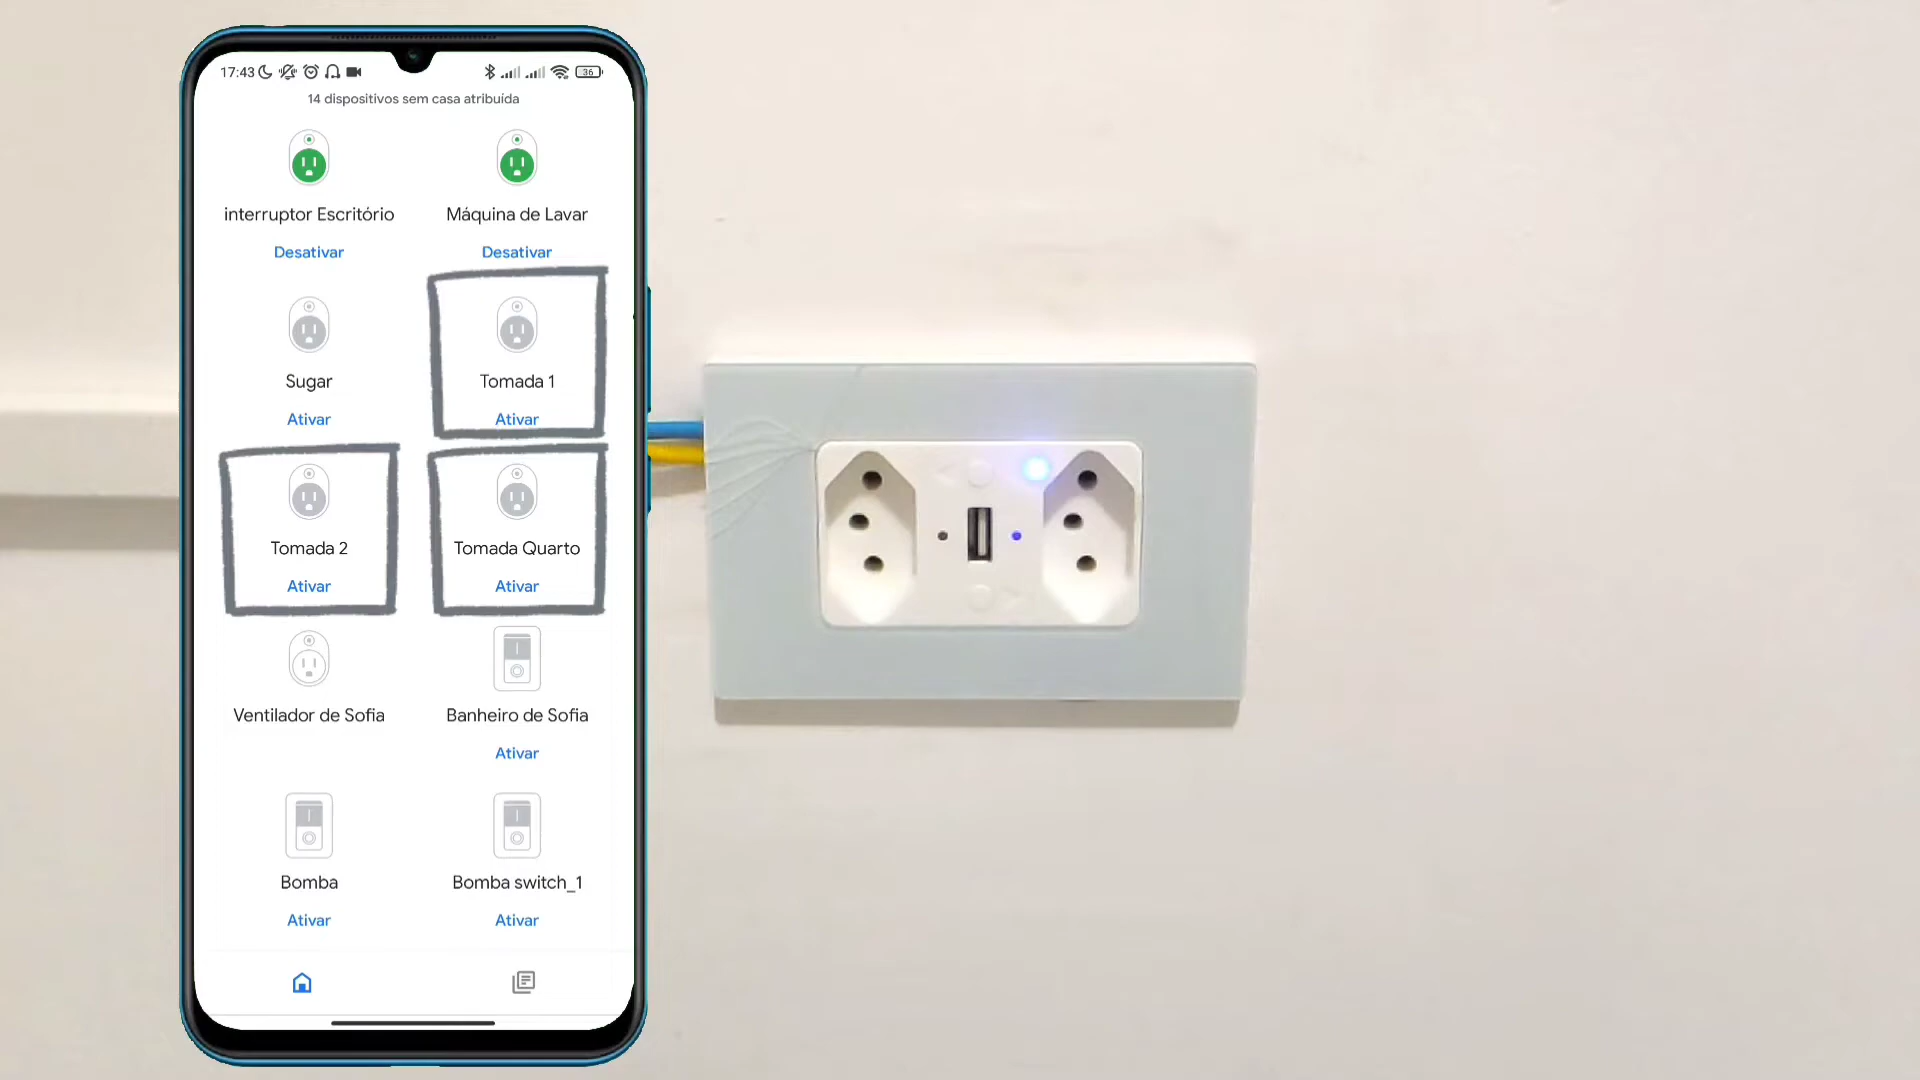 17:43
36
14 dispositivos sem casa atribuída
interruptor Escritório
Máquina de Lavar
Desativar
Desativar
Sugar
Tomada 1
Ativar
Ativar
Tomada 2
Tomada Quarto
Ativar
Ativar
Ventilador de Sofia
Banheiro de Sofia
Ativar
Bomba
Bomba switch_1
Ativar
Ativar